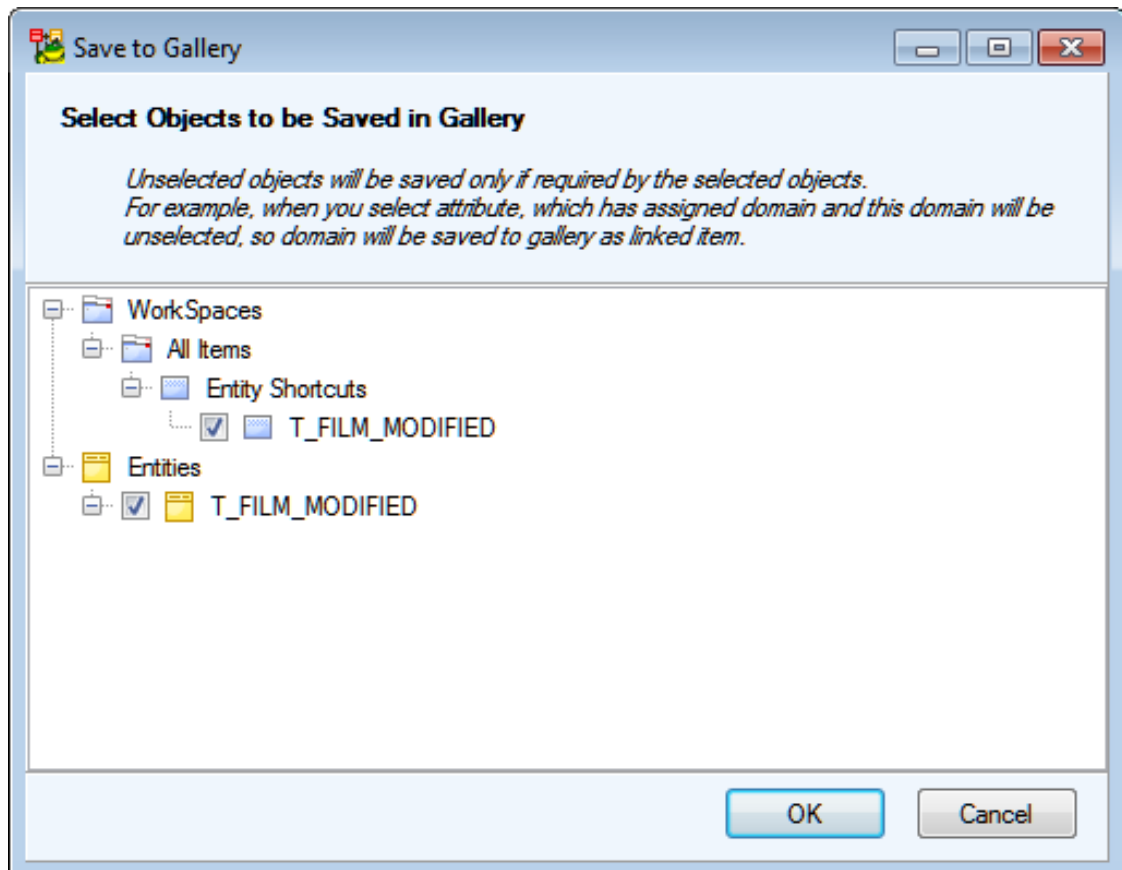 Save to Gallery
Select Objects to be Saved in Gallery
Unselected objects will be saved only if required by the selected objects.
For example, when you select attribute, which has assigned domain and this domain will be
unselected, so domain will be saved to gallery as linked item.
WorkSpaces
All Items
Entity Shortcuts
T_FILM_MODIFIED
Entities
T_FILM_MODIFIED
OK Cancel